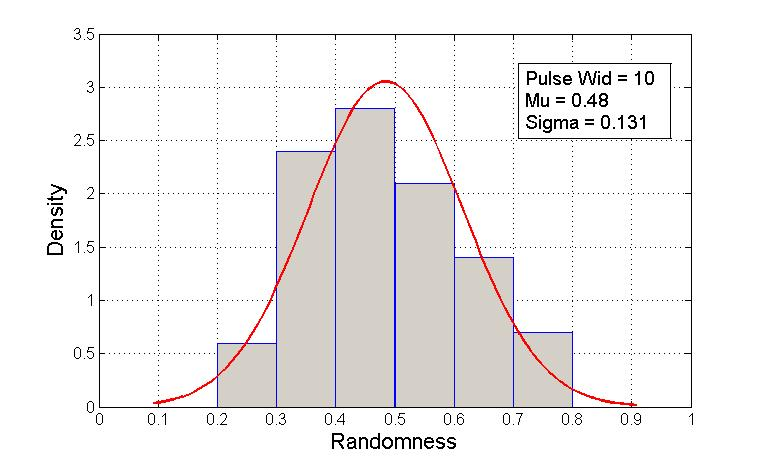 3.5
3
2.5
2
1.5
1
0.5
0
Density
Pulse Wid = 10
Mu = 0.48
Sigma = 0.131
0 0.1 0.2 0.3 0.4 0.5 0.6 0.7 0.8 0.9 1
Randomness